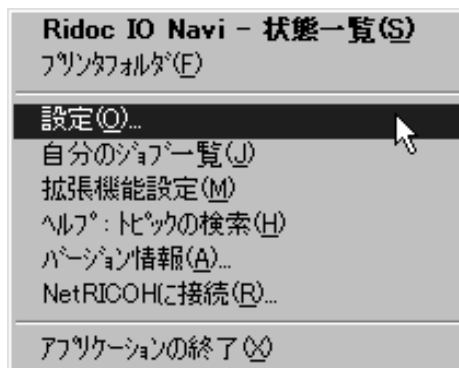 Ridoc IO Navi - 状態一覧(S)
プリンタフォルダ(F)
設定(O)...
自分のジョブ一覧(J)
拡張機能設定(M)
ヘルプ:トピックの検索(H)
バージョン情報(A)...
NetRICOHに接続(R)...
アプリケーションの終了(X)